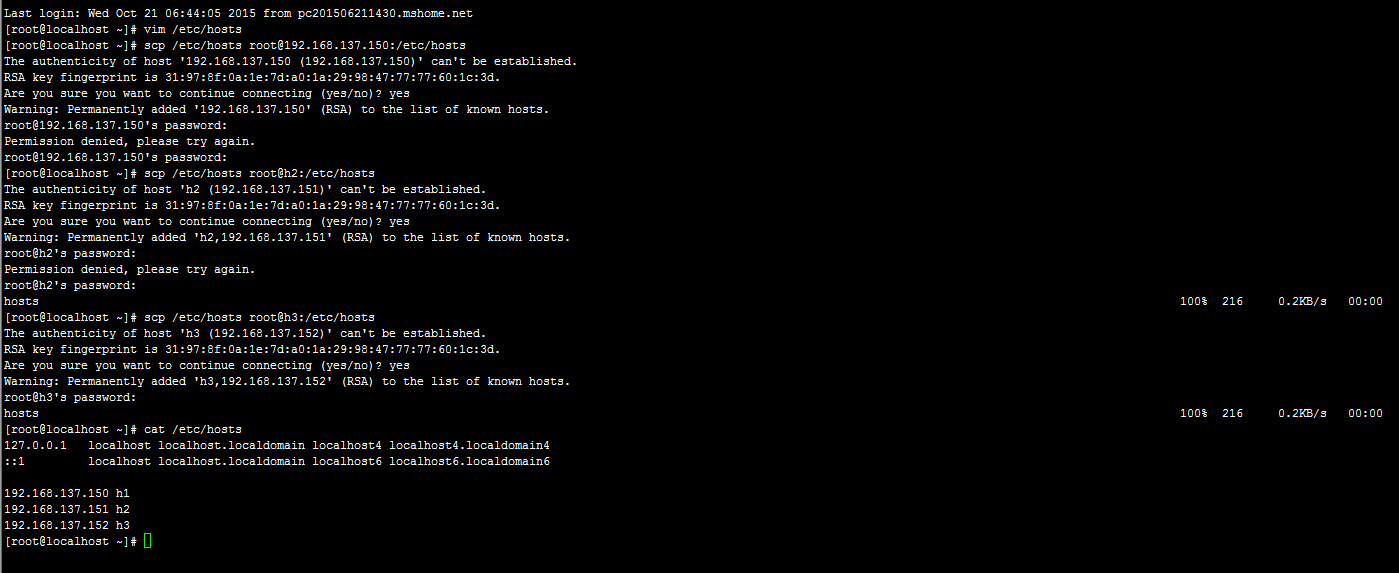 Last login: Wed Oct 21 06:44:05 2015 from pc201506211430.mshome.net
[root@localhost ~]# vim /etc/hosts
[root@localhost ~]# scp /etc/hosts root@192.168.137.150:/etc/hosts
The authenticity of host '192.168.137.150 (192.168.137.150)' can't be established.
RSA key fingerprint is 31:97:8f:0a:1e:7d:a0:1a:29:98:47:77:77:60:1c:3d.
Are you sure you want to continue connecting (yes/no)? yes
Warning: Permanently added '192.168.137.150' (RSA) to the list of known hosts.
root@192.168.137.150's password:
Permission denied, please try again.
root@192.168.137.150's password:
[root@localhost ~]# scp /etc/hosts root@h2:/etc/hosts
The authenticity of host 'h2 (192.168.137.151)' can't be established.
RSA key fingerprint is 31:97:8f:0a:1e:7d:a0:1a:29:98:47:77:77:60:1c:3d.
Are you sure you want to continue connecting (yes/no)? yes
Warning: Permanently added 'h2,192.168.137.151' (RSA) to the list of known hosts.
root@h2's password:
Permission denied, please try again.
root@h2's password:
hosts 100% 216 0.2KB/s 00:00
[root@localhost ~]# scp /etc/hosts root@h3:/etc/hosts
The authenticity of host 'h3 (192.168.137.152)' can't be established.
RSA key fingerprint is 31:97:8f:0a:1e:7d:a0:1a:29:98:47:77:77:60:1c:3d.
Are you sure you want to continue connecting (yes/no)? yes
Warning: Permanently added 'h3,192.168.137.152' (RSA) to the list of known hosts.
root@h3's password:
hosts 100% 216 0.2KB/s 00:00
[root@localhost ~]# cat /etc/hosts
127.0.0.1   localhost localhost.localdomain localhost4 localhost4.localdomain4
::1         localhost localhost.localdomain localhost6 localhost6.localdomain6
192.168.137.150 h1
192.168.137.151 h2
192.168.137.152 h3
[root@localhost ~]#